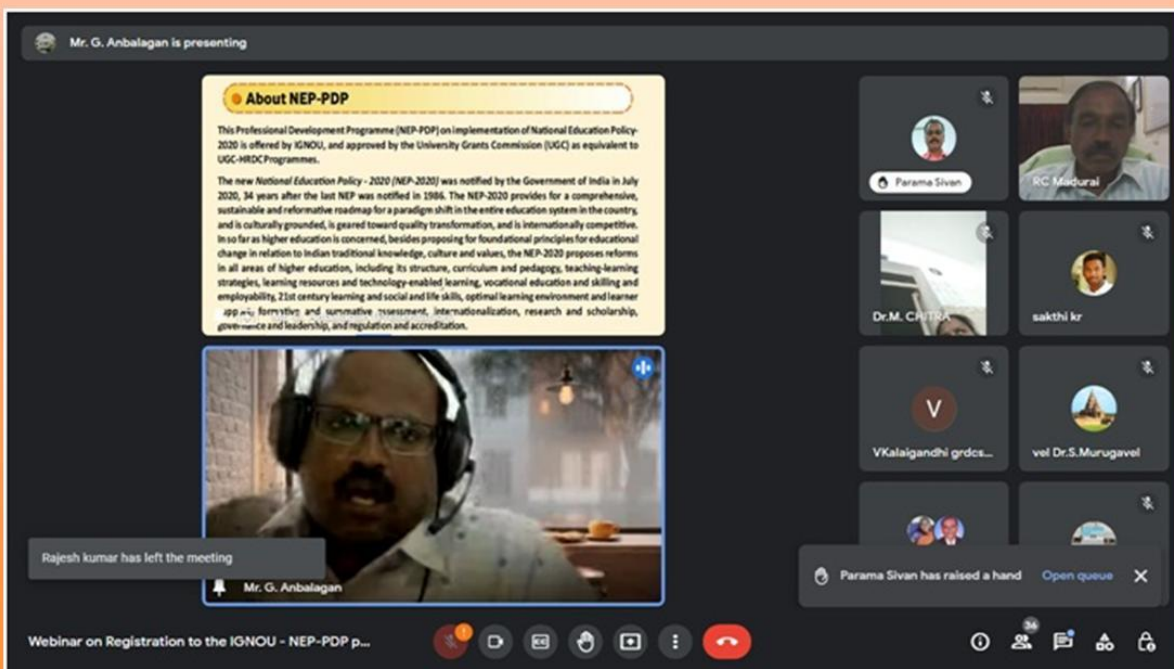 Mr. G. Anbalagan is presenting
About NEP-PDP
This Professional Development Programme (NEP-PDP) on implementation of National Education Policy-
2020 is offered by IGNOU, and approved by the University Grants Commission (UGC) as equivalent to
UGC-HRDC Programmes.
The new National Education Policy - 2020 (NEP-2020) was notified by the Government of India in July
2020, 34 years after the last NEP was notified in 1986. The NEP-2020 provides for a comprehensive,
sustainable and reformative roadmap for a paradigm shift in the entire education system in the country,
and is culturally grounded, is geared toward quality transformation, and is internationally competitive.
In so far as higher education is concerned, besides proposing for foundational principles for educational
change in relation to Indian traditional knowledge, culture and values, the NEP-2020 proposes reforms
in all areas of higher education, including its structure, curriculum and pedagogy, teaching-learning
strategies, learning resources and technology-enabled learning, vocational education and skilling and
employability, 21st century learning and social and life skills, optimal learning environment and learner
formative and summative assessment, internationalization, research and scholarship,
governance and leadership, and regulation and accreditation.
Parama Sivan
RC Madurai
Dr.M. CHITRA
sakthi kr
V
VKalaigandhi grdcs...
vel Dr.S.Murugavel
Rajesh kumar has left the meeting
Mr. G. Anbalagan
Parama Sivan has raised a hand Open queue
Webinar on Registration to the IGNOU - NEP-PDP p...
CC
36